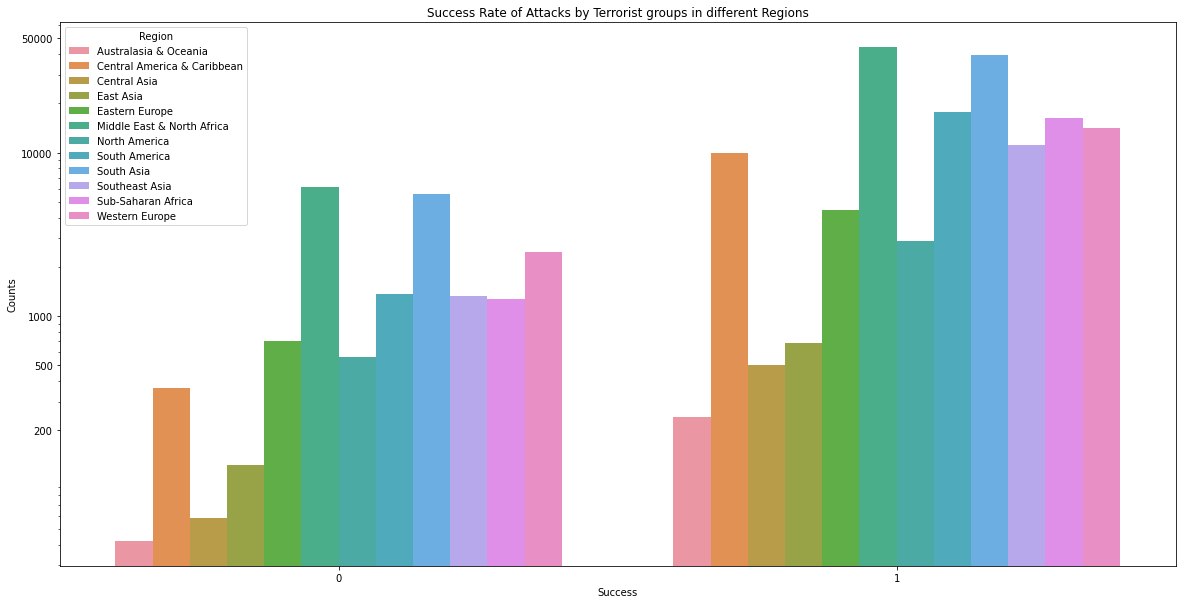 Success Rate of Attacks by Terrorist groups in different Regions
50000
10000
1000
500
200
Counts
Region
Australasia & Oceania
Central America & Caribbean
Central Asia
East Asia
Eastern Europe
Middle East & North Africa
North America
South America
South Asia
Southeast Asia
Sub-Saharan Africa
Western Europe
0
1
Success